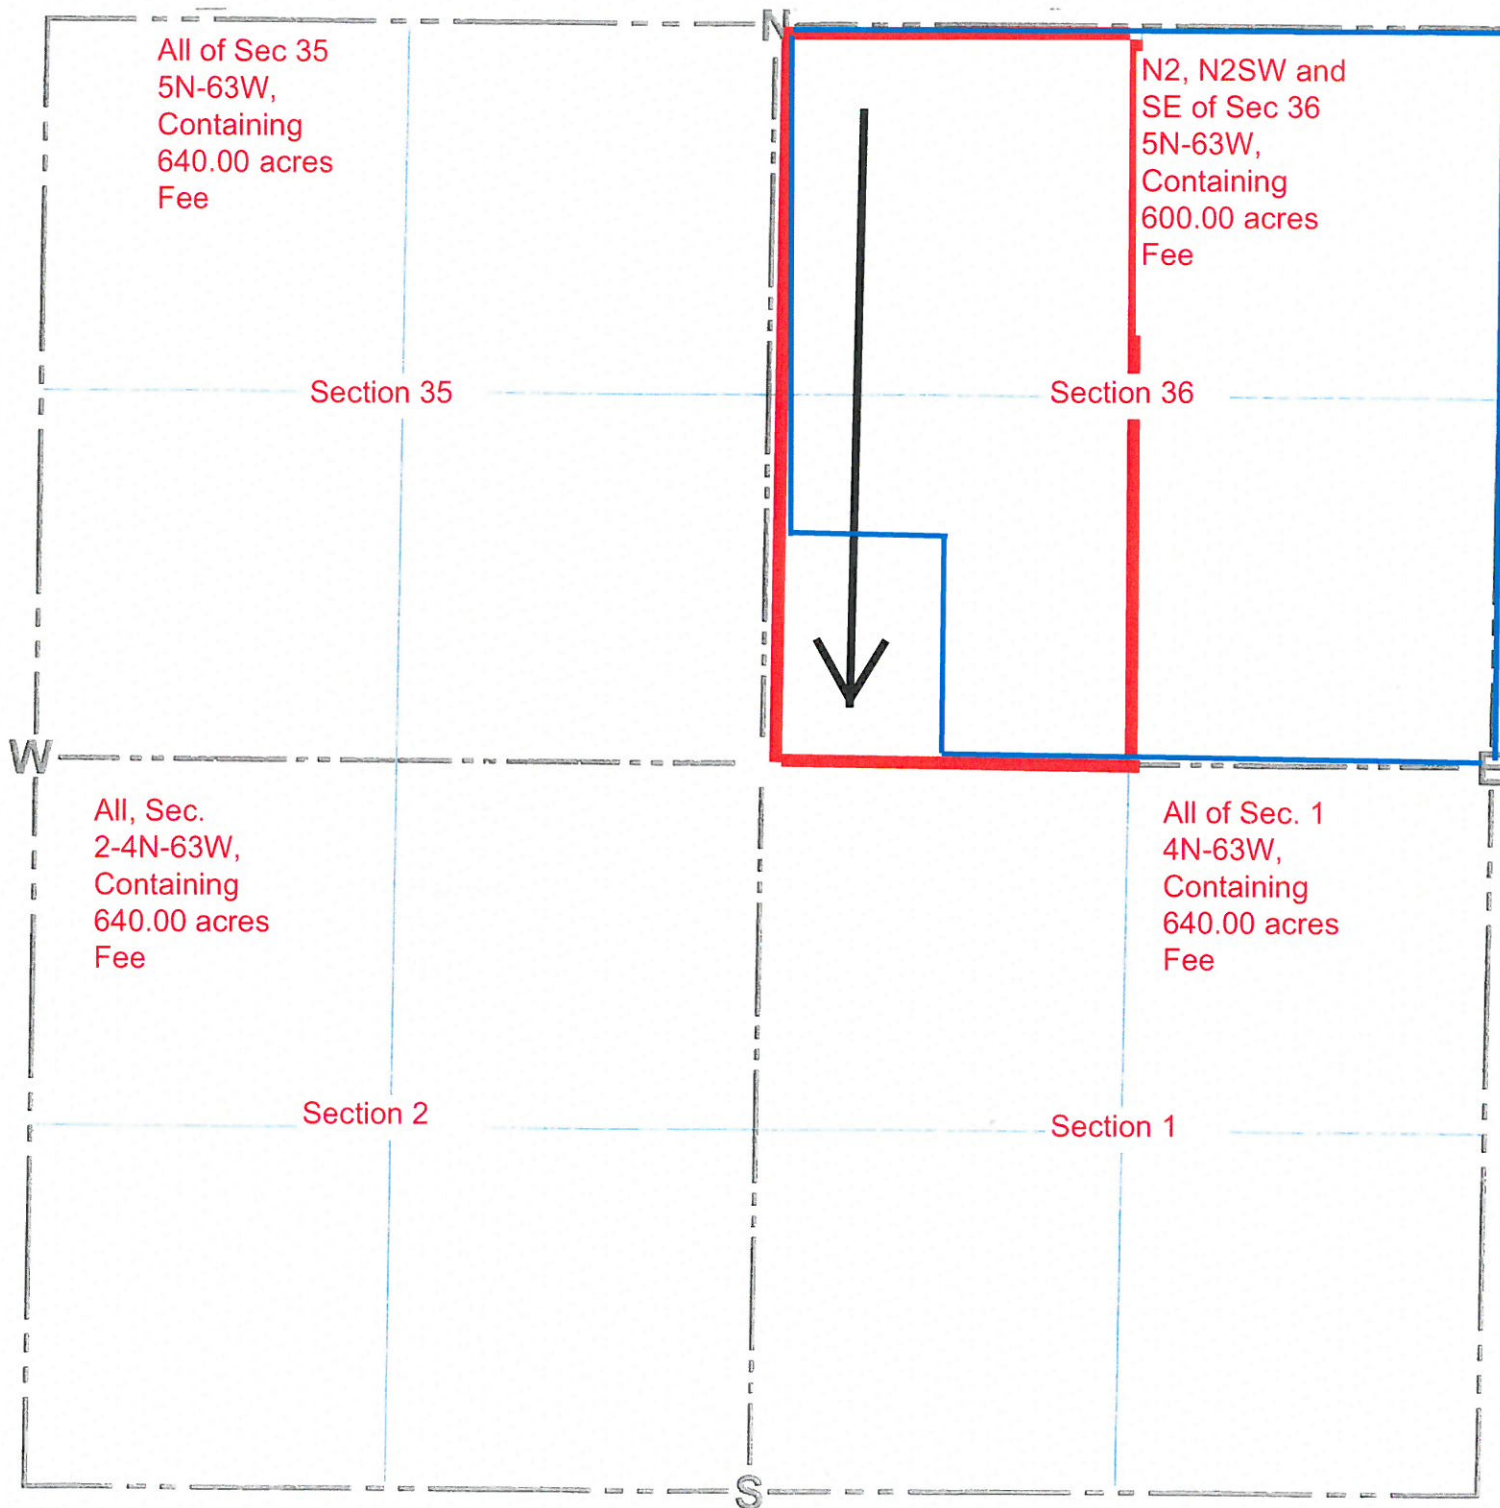 N
All of Sec 35
5N-63W,
Containing
640.00 acres
Fee
N2, N2SW and
SE of Sec 36
5N-63W,
Containing
600.00 acres
Fee
Section 35
Section 36
W
E
All, Sec.
2-4N-63W,
Containing
640.00 acres
Fee
All of Sec. 1
4N-63W,
Containing
640.00 acres
Fee
Section 2
Section 1
S